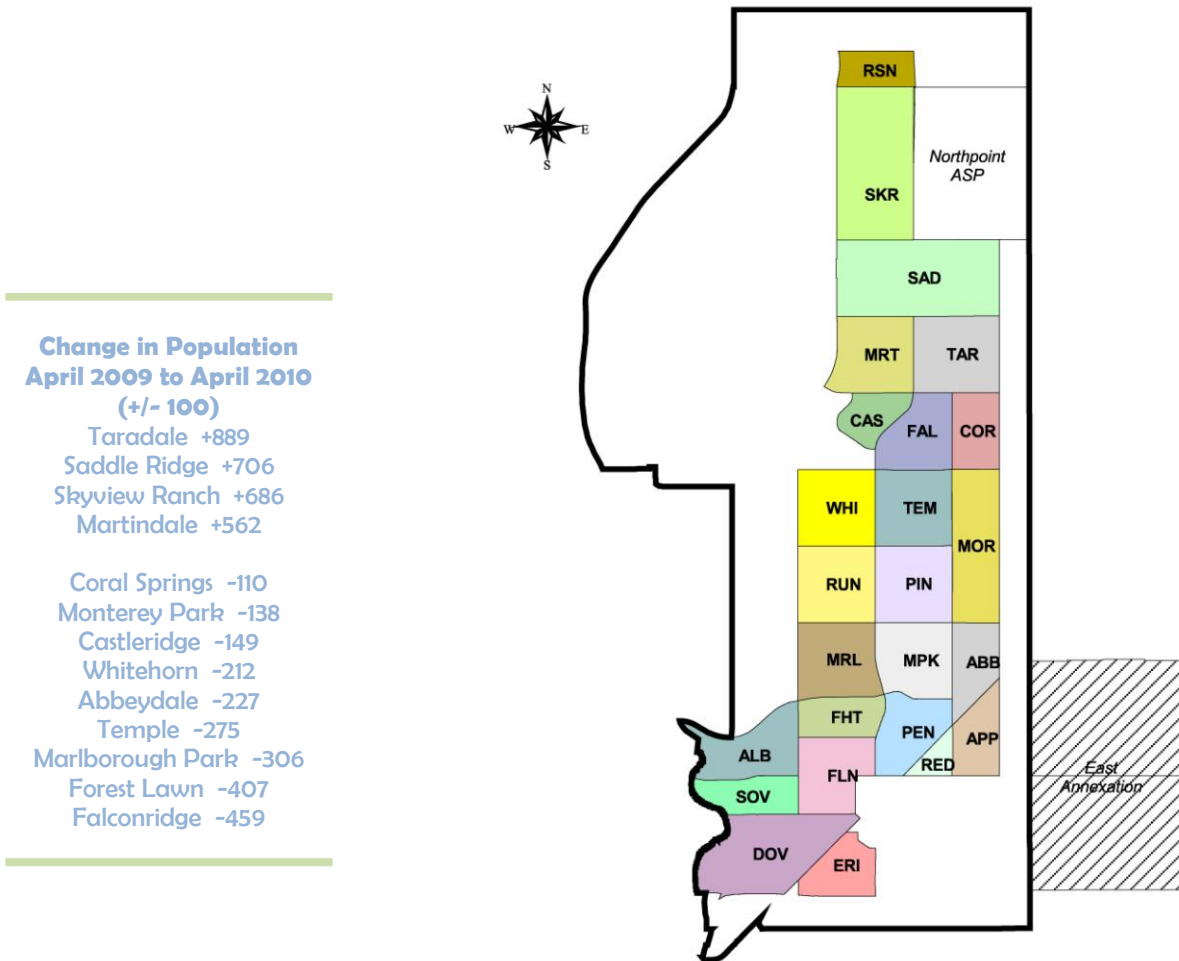 Change in Population
April 2009 to April 2010
(+/- 100)
Taradale +889
Saddle Ridge +706
Skyview Ranch +686
Martindale +562
Coral Springs -110
Monterey Park -138
Castleridge -149
Whitehorn -212
Abbeydale -227
Temple -275
Marlborough Park -306
Forest Lawn -407
Falconridge -459
N
W E
S
RSN
Northpoint
ASP
SKR
SAD
MRT TAR
CAS FAL COR
WHI TEM
MOR
RUN PIN
MRL MPK ABB
FHT
PEN APP
ALB RED
FLN
East
Annexation
SOV
DOV
ERI